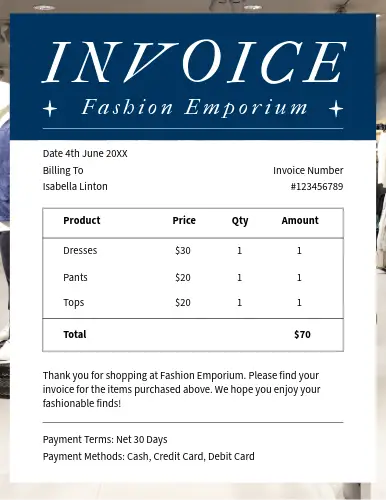 INVOICE
Fashion Emporium
Date 4th June 20XX
Billing To Invoice Number
Isabella Linton #123456789
Product Price Qty Amount
Dresses $30 1 1
Pants $20 1 1
Tops $20 1 1
Total $70
Thank you for shopping at Fashion Emporium. Please find your
invoice for the items purchased above. We hope you enjoy your
fashionable finds!
Payment Terms: Net 30 Days
Payment Methods: Cash, Credit Card, Debit Card